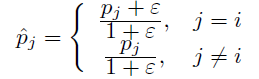 p̂_j = { (p_j + ε) / (1 + ε), j = i
p_j / (1 + ε), j ≠ i